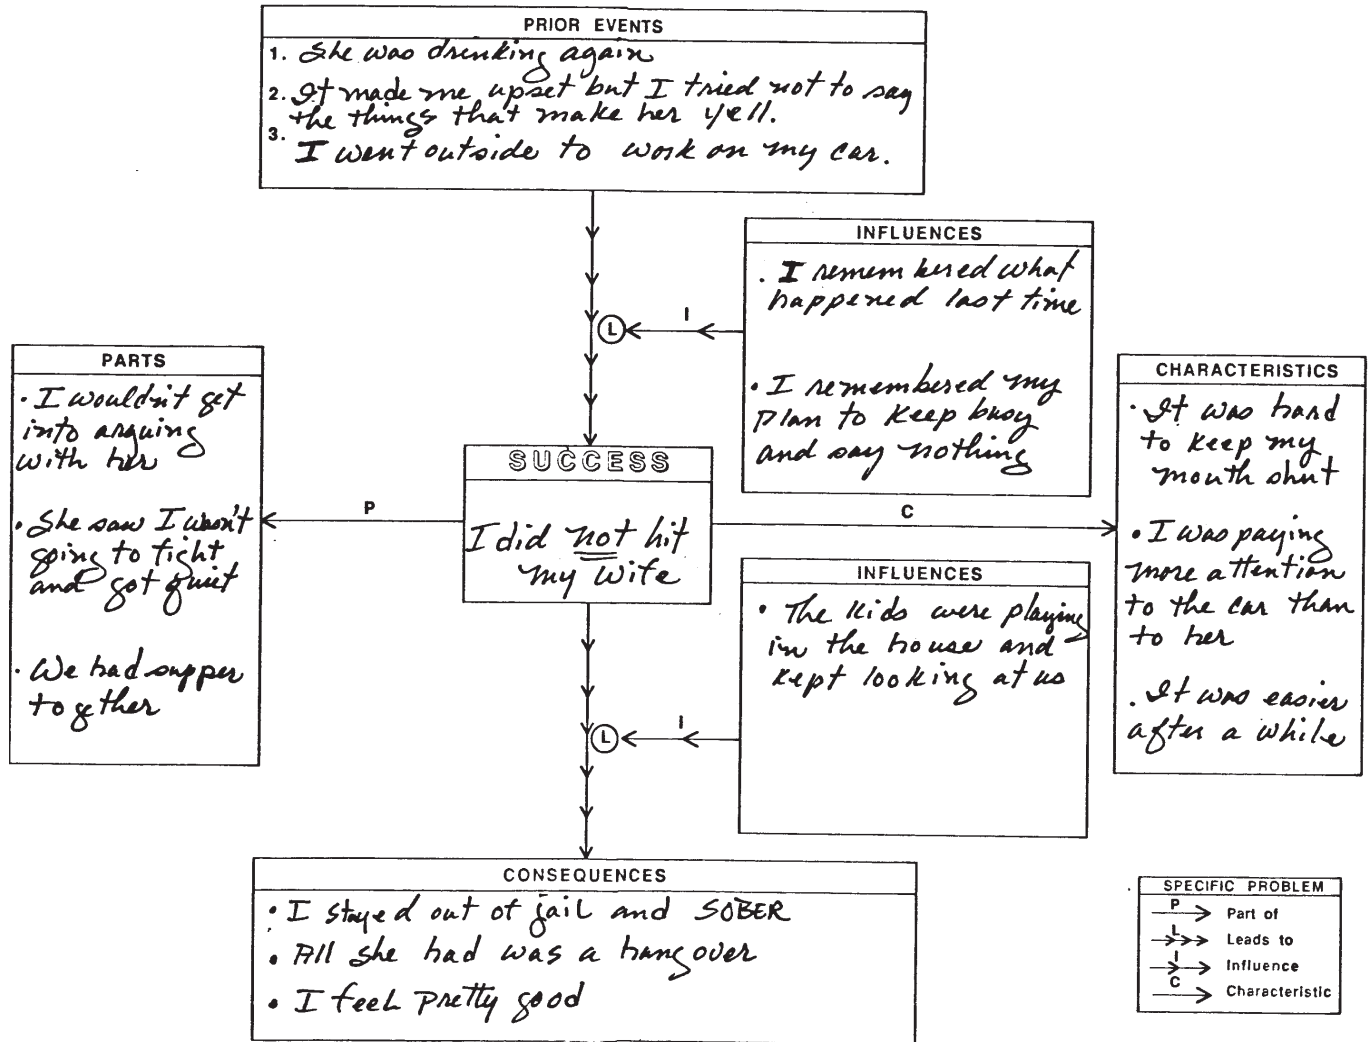 PRIOR EVENTS
1. She was drinking again
2. It made me upset but I tried not to say
the things that make her yell.
3. I went outside to work on my car.
INFLUENCES
. I remembered what
happened last time
• I remembered my
plan to keep busy
and say nothing
L
I
PARTS
• I wouldn't get
into arguing
with her
• She saw I wasn't
going to fight
and got quiet
• We had supper
together
SUCCESS
I did not hit
my wife
P
C
CHARACTERISTICS
• It was hard
to keep my
mouth shut
• I was paying
more attention
to the car than
to her
. It was easier
after a while
INFLUENCES
• The kids were playing
in the house and
kept looking at us
L
I
CONSEQUENCES
• I stayed out of jail and SOBER
• All she had was a hangover
• I feel pretty good
SPECIFIC PROBLEM
P Part of
L Leads to
I Influence
C Characteristic